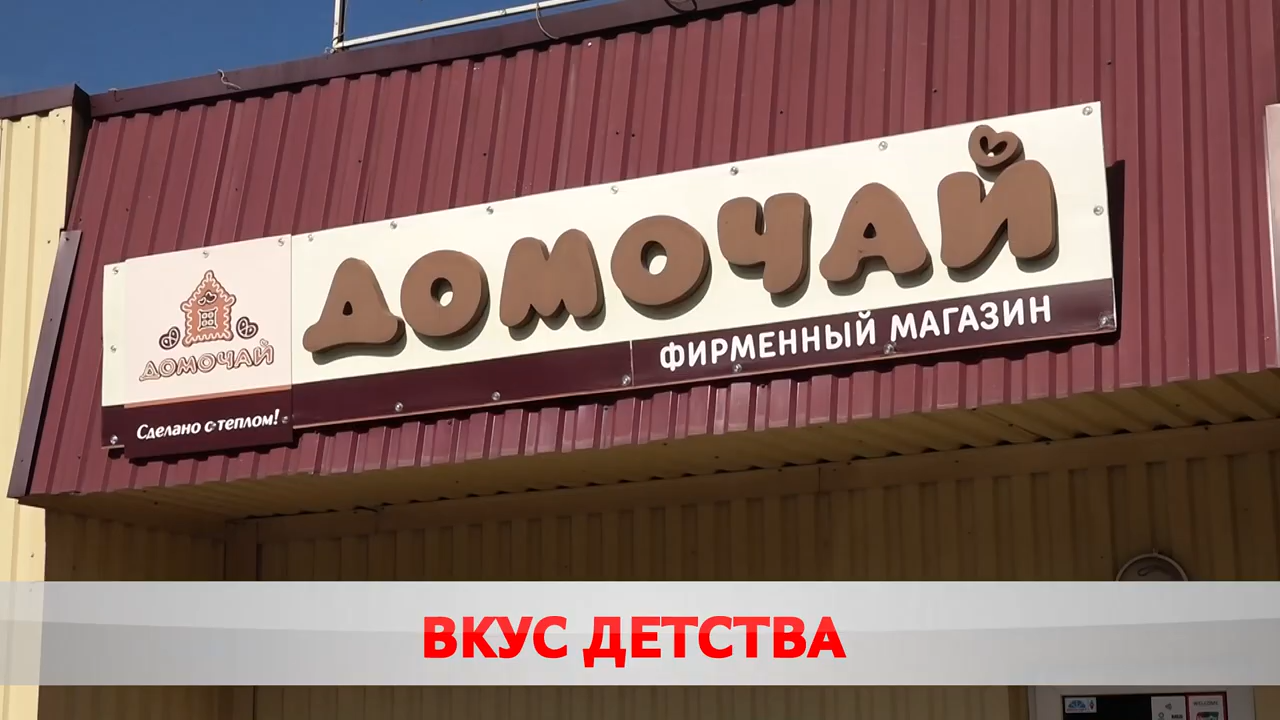 ДОМОЧАЙ
ФИРМЕННЫЙ МАГАЗИН
ДОМОЧАЙ
Сделано с теплом!
ВКУС ДЕТСТВА